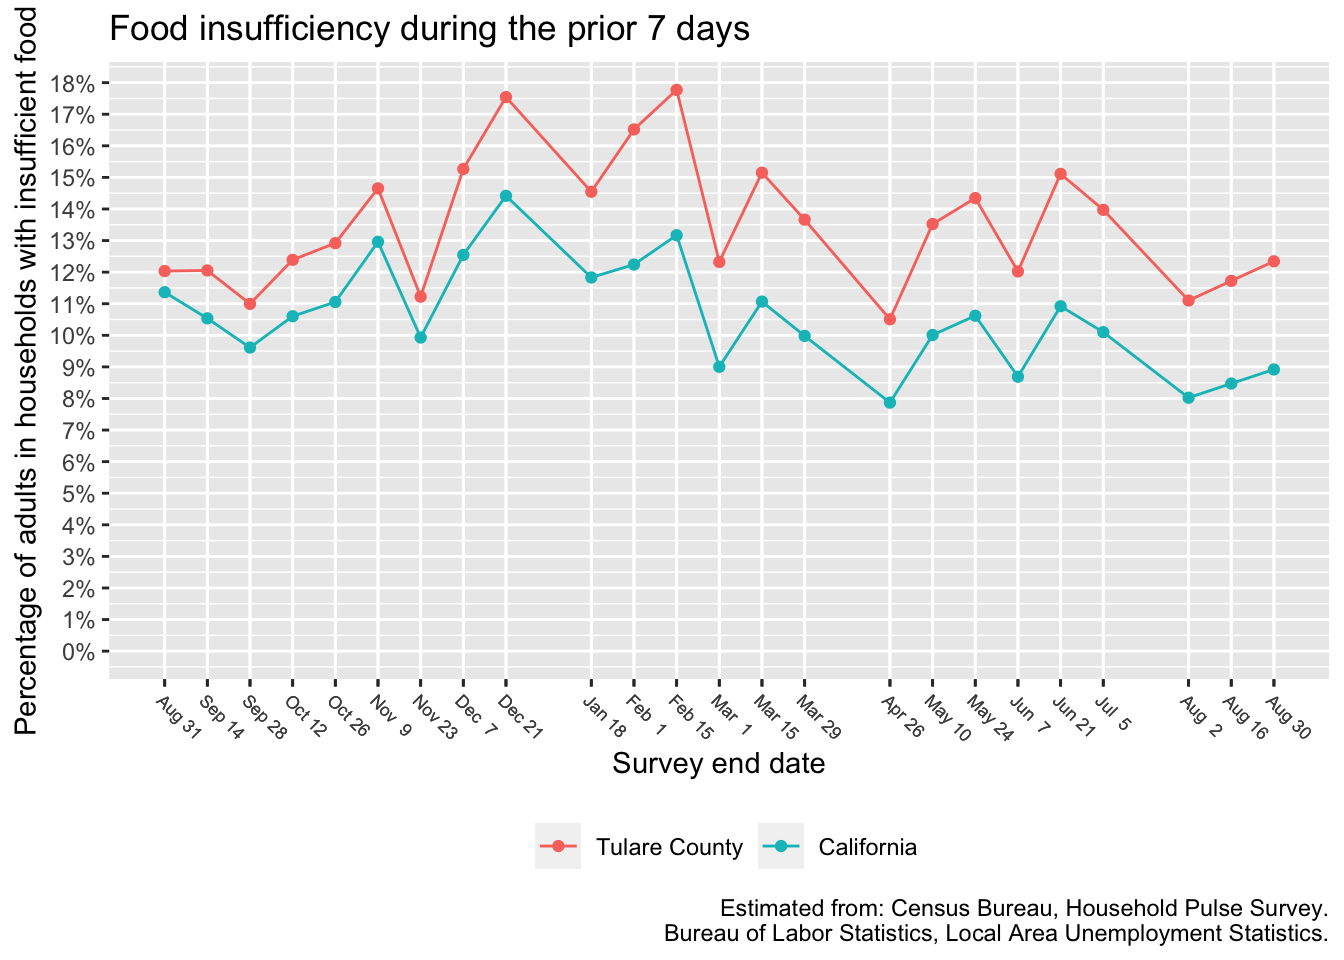 Food insufficiency during the prior 7 days
Percentage of adults in households with insufficient food
18%
17%
16%
15%
14%
13%
12%
11%
10%
9%
8%
7%
6%
5%
4%
3%
2%
1%
0%
Aug 31
Sep 14
Sep 28
Oct 12
Oct 26
Nov 9
Nov 23
Dec 7
Dec 21
Jan 18
Feb 1
Feb 15
Mar 1
Mar 15
Mar 29
Apr 26
May 10
May 24
Jun 7
Jun 21
Jul 5
Aug 2
Aug 16
Aug 30
Survey end date
Tulare County
California
Estimated from: Census Bureau, Household Pulse Survey.
Bureau of Labor Statistics, Local Area Unemployment Statistics.